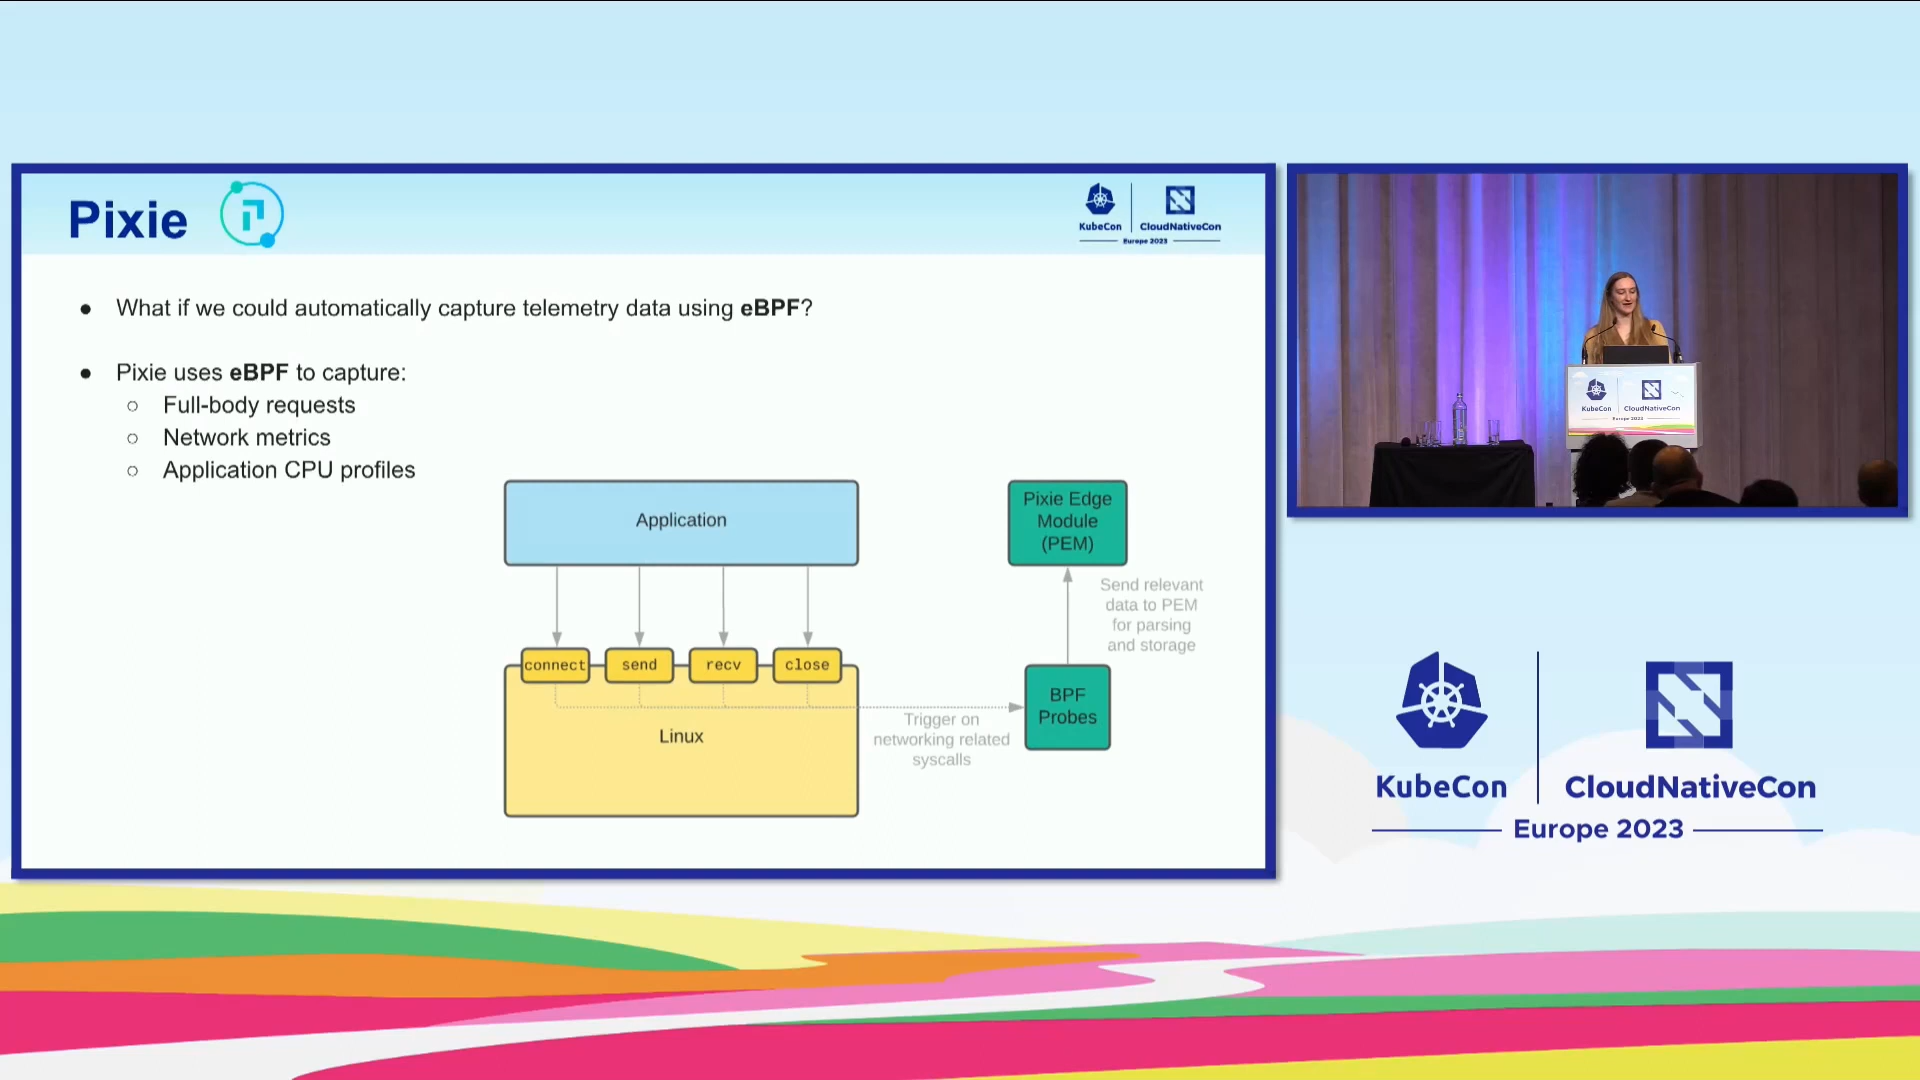 Pixie
KubeCon
CloudNativeCon
Europe 2023
● What if we could automatically capture telemetry data using eBPF?
● Pixie uses eBPF to capture:
○ Full-body requests
○ Network metrics
○ Application CPU profiles
Application
Pixie Edge
Module
(PEM)
Send relevant
data to PEM
for parsing
and storage
connect
send
recv
close
BPF
Probes
Trigger on
networking related
syscalls
Linux
KubeCon
CloudNativeCon
Europe 2023
KubeCon
CloudNativeCon
Europe 2023